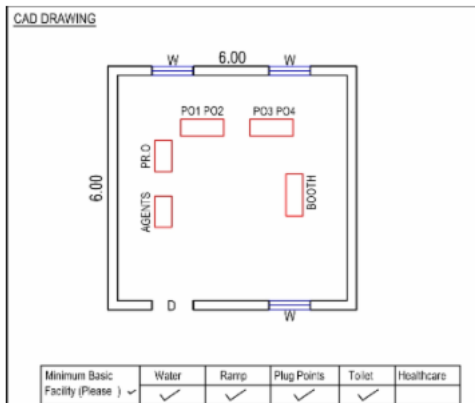 CAD DRAWING
W 6.00 W
PO1 PO2 PO3 PO4
PR.O
6.00
AGENTS
BOOTH
D
W
Minimum Basic Water Ramp Plug Points Toilet Healthcare
Facility (Please ) ✓ ✓ ✓ ✓ ✓